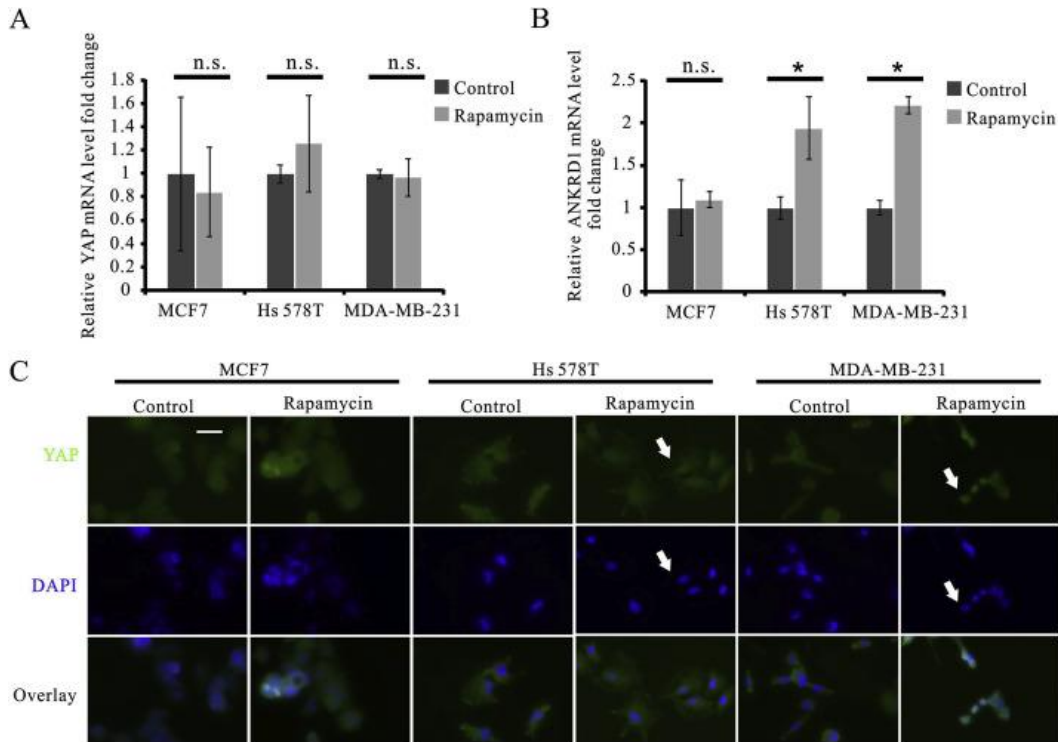 A
Relative YAP mRNA level fold change
n.s. n.s. n.s.
1.8
1.6
1.4
1.2
1
0.8
0.6
0.4
0.2
0
Control
Rapamycin
MCF7 Hs 578T MDA-MB-231
B
Relative ANKRD1 mRNA level
fold change
n.s. * *
2.5
2
1.5
1
0.5
0
Control
Rapamycin
MCF7 Hs 578T MDA-MB-231
C
MCF7 Hs 578T MDA-MB-231
Control Rapamycin Control Rapamycin Control Rapamycin
YAP
DAPI
Overlay